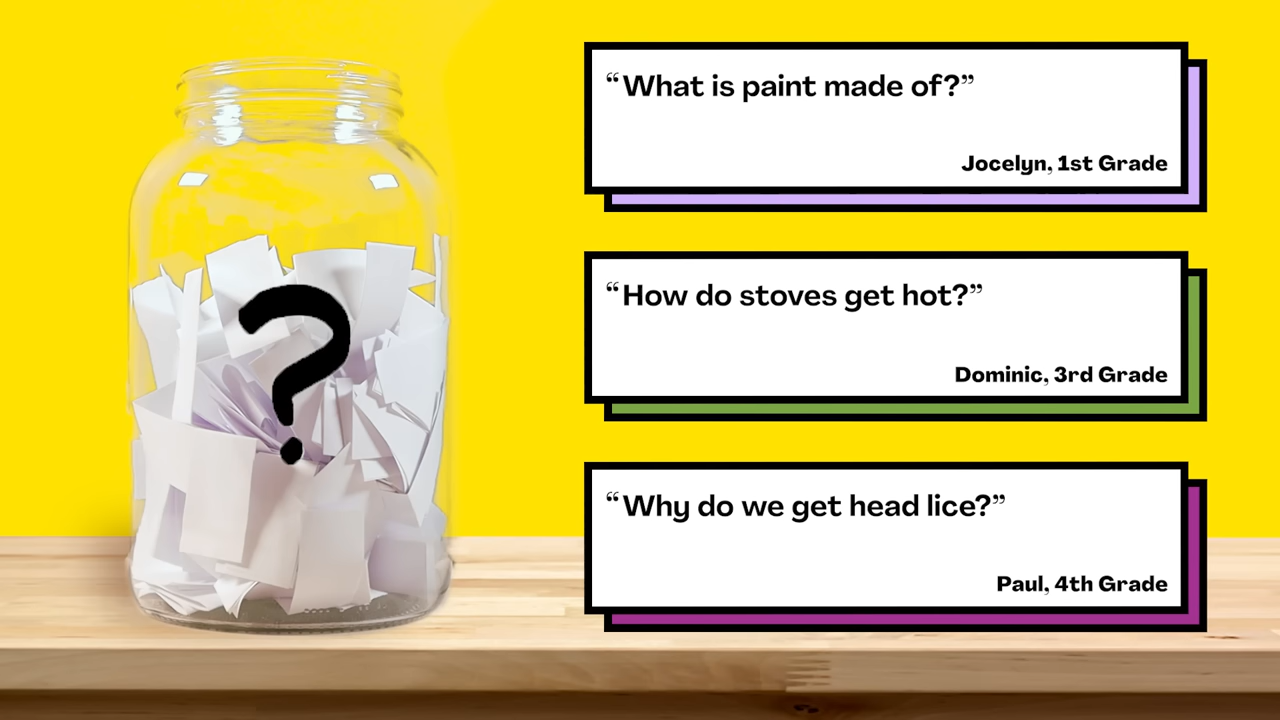 ?
“What is paint made of?”
Jocelyn, 1st Grade
“How do stoves get hot?”
Dominic, 3rd Grade
“Why do we get head lice?”
Paul, 4th Grade